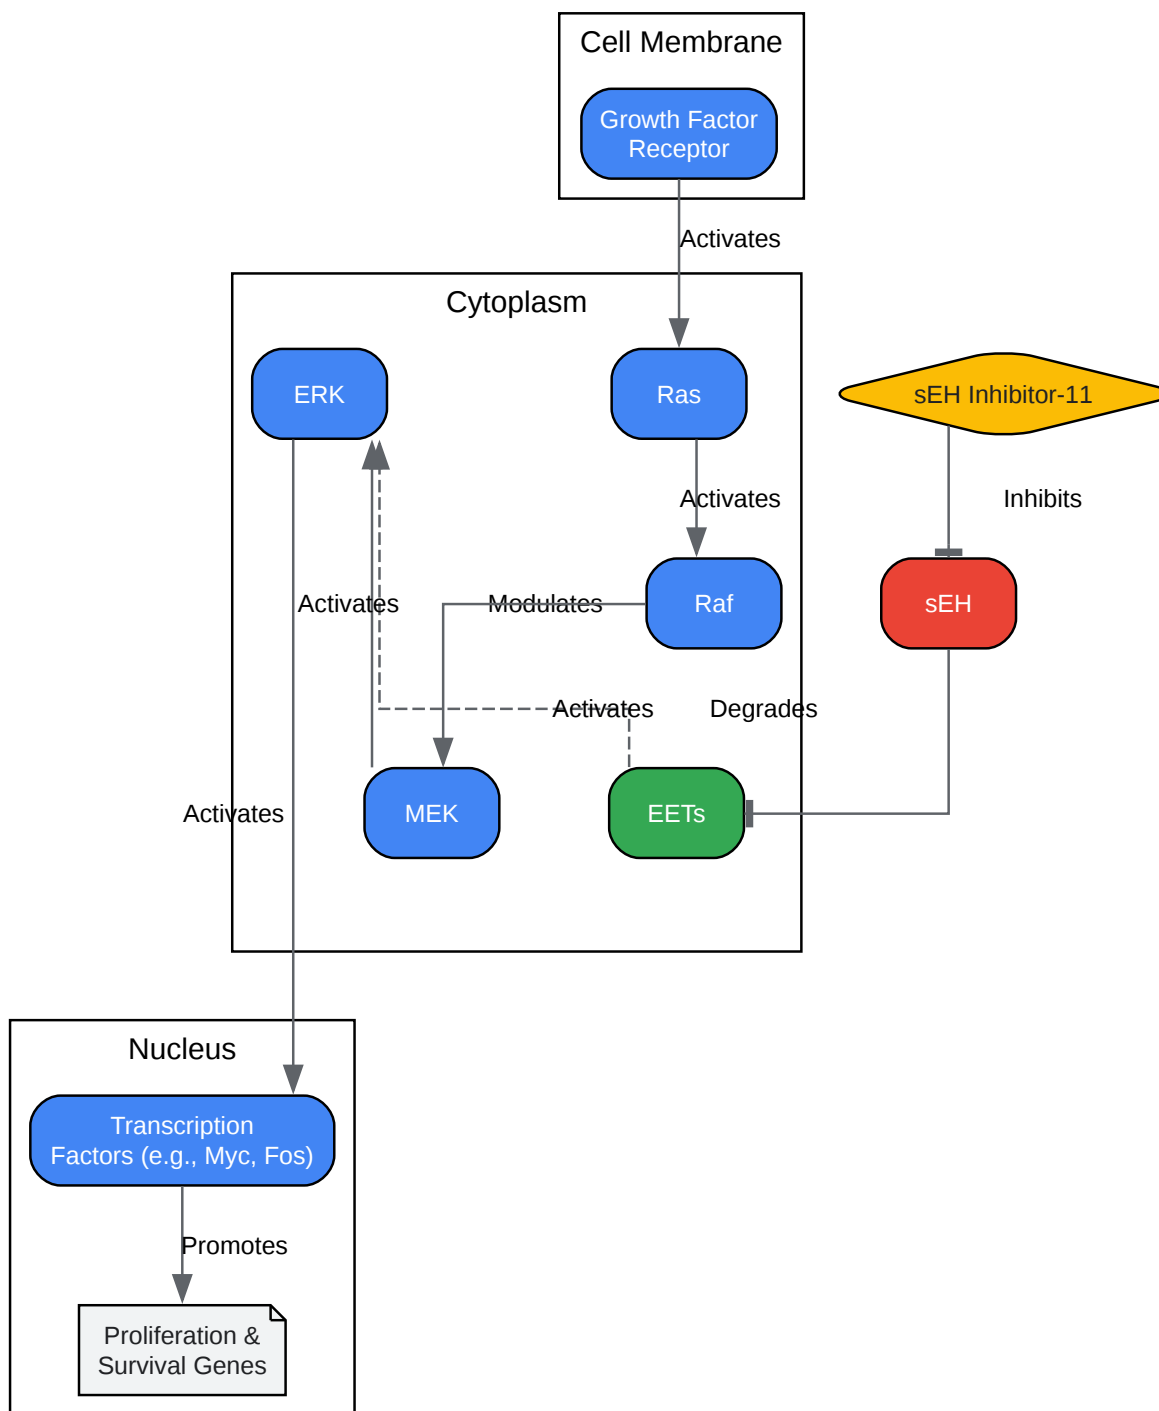 Cell Membrane
Growth Factor
Receptor
Activates
Cytoplasm
ERK
Ras
sEH Inhibitor-11
Activates
Inhibits
Activates
Modulates
Raf
sEH
Activates
Degrades
Activates
MEK
EETs
Nucleus
Transcription
Factors (e.g., Myc, Fos)
Promotes
Proliferation &
Survival Genes